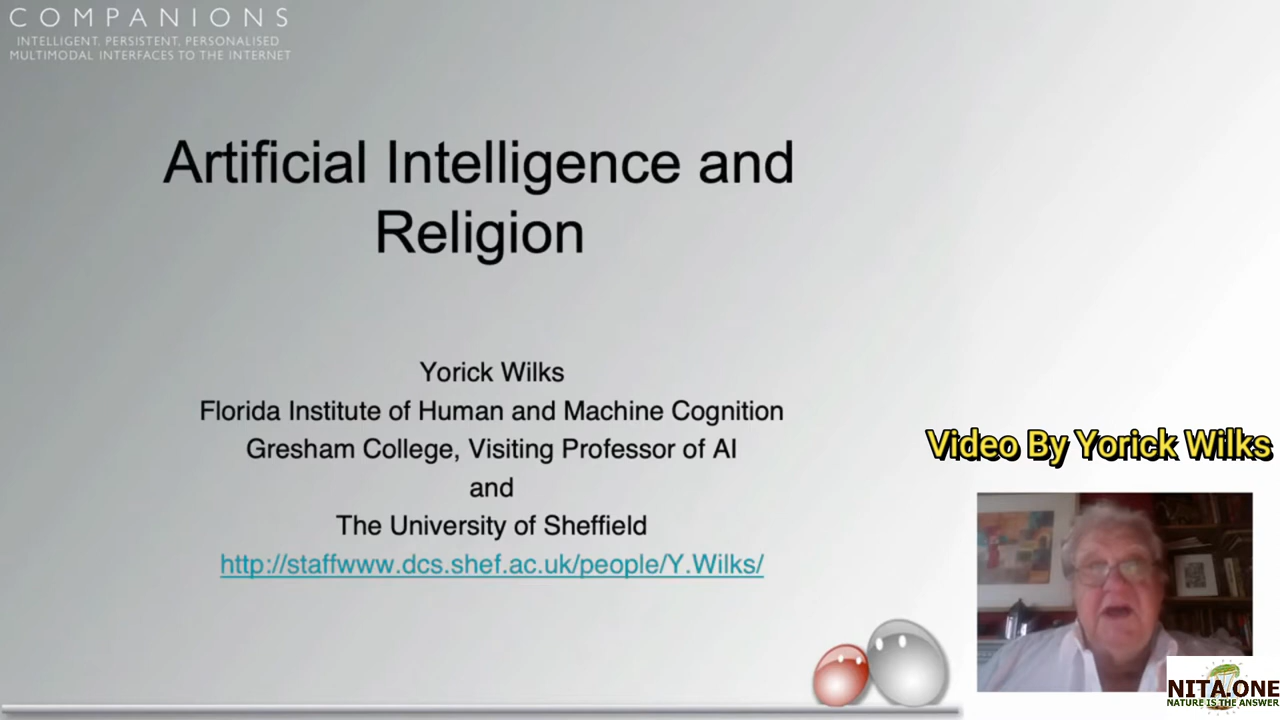 COMPANIONS
INTELLIGENT, PERSISTENT, PERSONALISED
MULTIMODAL INTERFACES TO THE INTERNET
Artificial Intelligence and
Religion
Yorick Wilks
Florida Institute of Human and Machine Cognition
Gresham College, Visiting Professor of AI
and
The University of Sheffield
http://staffwww.dcs.shef.ac.uk/people/Y.Wilks/
Video By Yorick Wilks
NITA.ONE
NATURE IS THE ANSWER